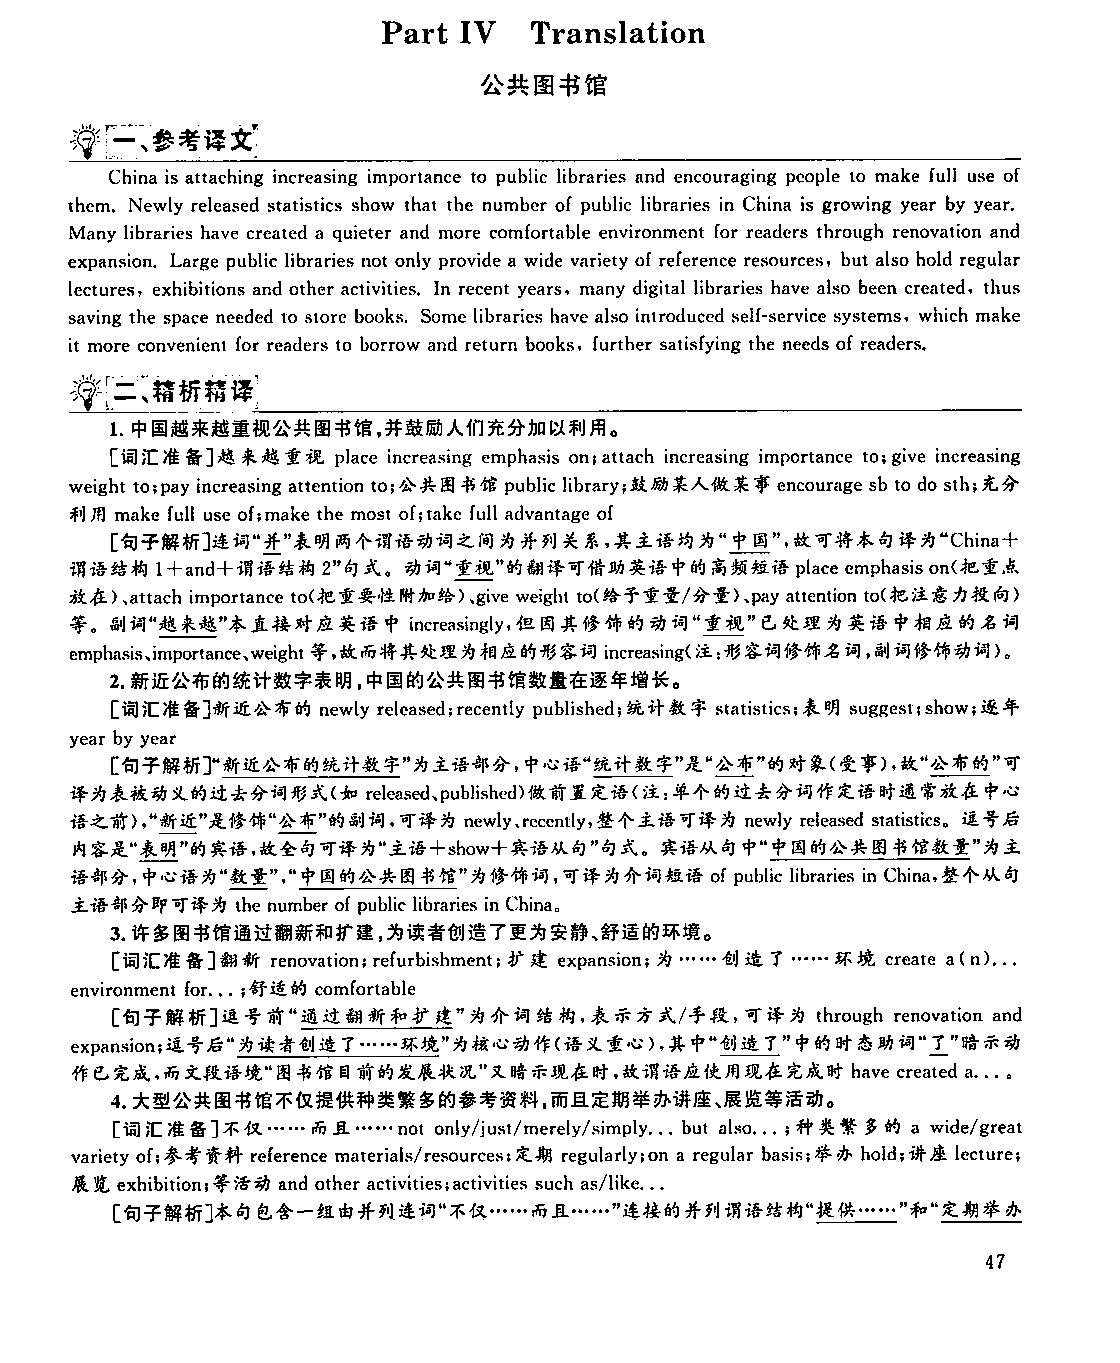 Part IV Translation
公共图书馆
一、参考译文
China is attaching increasing importance to public libraries and encouraging people to make full use of
them. Newly released statistics show that the number of public libraries in China is growing year by year.
Many libraries have created a quieter and more comfortable environment for readers through renovation and
expansion. Large public libraries not only provide a wide variety of reference resources, but also hold regular
lectures, exhibitions and other activities. In recent years, many digital libraries have also been created, thus
saving the space needed to store books. Some libraries have also introduced self-service systems, which make
it more convenient for readers to borrow and return books, further satisfying the needs of readers.
二、精析精译
1. 中国越来越重视公共图书馆,并鼓励人们充分加以利用。
[词汇准备]越来越重视 place increasing emphasis on; attach increasing importance to; give increasing
weight to; pay increasing attention to; 公共图书馆 public library; 鼓励某人做某事 encourage sb to do sth; 充分
利用 make full use of; make the most of; take full advantage of
[句子解析]连词“并”表明两个谓语动词之间为并列关系,其主语均为“中国”,故可将本句译为“China+
谓语结构 1+and+谓语结构 2”句式。动词“重视”的翻译可借助英语中的高频短语 place emphasis on(把重点
放在)、attach importance to(把重要性附加给)、give weight to(给予重量/分量)、pay attention to(把注意力投向)
等。副词“越来越”本直接对应英语中 increasingly,但因其修饰的动词“重视”已处理为英语中相应的名词
emphasis、importance、weight 等,故而将其处理为相应的形容词 increasing(注:形容词修饰名词,副词修饰动词)。
2. 新近公布的统计数字表明,中国的公共图书馆数量在逐年增长。
[词汇准备]新近公布的 newly released; recently published; 统计数字 statistics; 表明 suggest; show; 逐年
year by year
[句子解析]“新近公布的统计数字”为主语部分,中心语“统计数字”是“公布”的对象(受事),故“公布的”可
译为表被动义的过去分词形式(如 released、published)做前置定语(注:单个的过去分词作定语时通常放在中心
语之前),“新近”是修饰“公布”的副词,可译为 newly、recently,整个主语可译为 newly released statistics。逗号后
内容是“表明”的宾语,故全句可译为“主语+show+宾语从句”句式。宾语从句中“中国的公共图书馆数量”为主
语部分,中心语为“数量”,“中国的公共图书馆”为修饰词,可译为介词短语 of public libraries in China,整个从句
主语部分即可译为 the number of public libraries in China。
3. 许多图书馆通过翻新和扩建,为读者创造了更为安静、舒适的环境。
[词汇准备]翻新 renovation; refurbishment; 扩建 expansion; 为……创造了……环境 create a(n)...
environment for...; 舒适的 comfortable
[句子解析]逗号前“通过翻新和扩建”为介词结构,表示方式/手段,可译为 through renovation and
expansion; 逗号后“为读者创造了……环境”为核心动作(语义重心),其中“创造了”中的时态助词“了”暗示动
作已完成,而文段语境“图书馆目前的发展状况”又暗示现在时,故谓语应使用现在完成时 have created a...。
4. 大型公共图书馆不仅提供种类繁多的参考资料,而且定期举办讲座、展览等活动。
[词汇准备]不仅……而且……not only/just/merely/simply... but also...; 种类繁多的 a wide/great
variety of; 参考资料 reference materials/resources; 定期 regularly; on a regular basis; 举办 hold; 讲座 lecture;
展览 exhibition; 等活动 and other activities; activities such as/like...
[句子解析]本句包含一组由并列连词“不仅……而且……”连接的并列谓语结构“提供……”和“定期举办
47